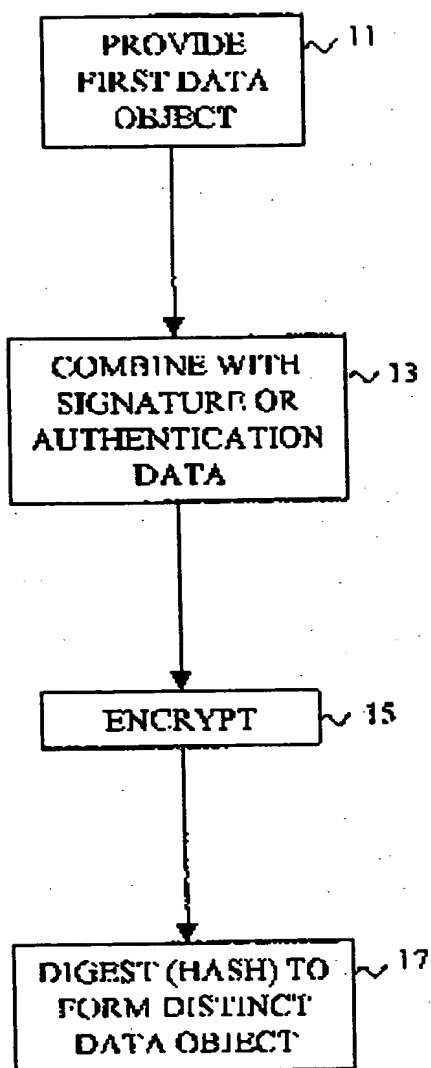 PROVIDE
FIRST DATA
OBJECT
11
COMBINE WITH
SIGNATURE OR
AUTHENTICATION
DATA
13
ENCRYPT
15
DIGEST (HASH) TO
FORM DISTINCT
DATA OBJECT
17